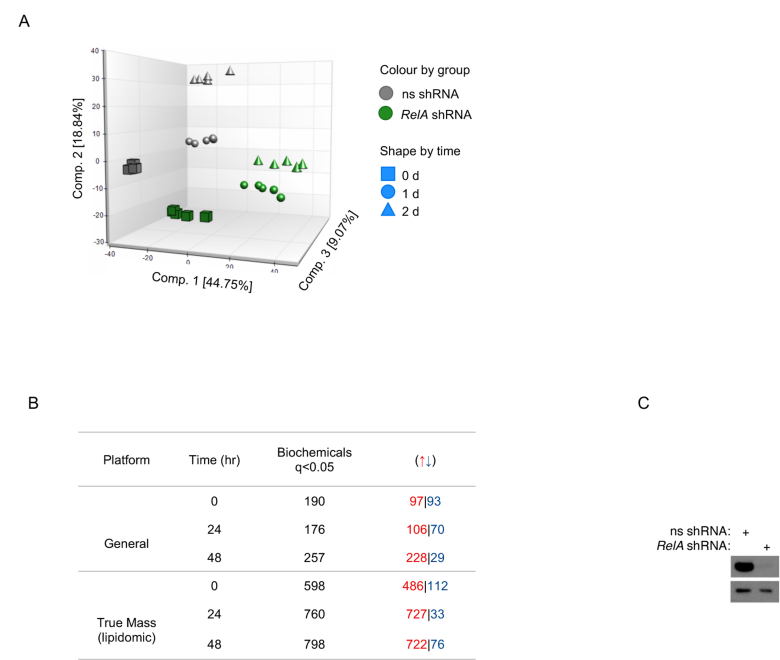 A
40
30
20
10
0
-10
-20
-30
-40
-20
0
20
40
Comp. 2 [18.84%]
Comp. 1 [44.75%]
Comp. 3 [9.07%]
Colour by group
ns shRNA
RelA shRNA
Shape by time
0 d
1 d
2 d
B
Platform Time (hr) Biochemicals q<0.05 (↑↓)
General
0 190 97|93
24 176 106|70
48 257 228|29
True Mass
(lipidomic)
0 598 486|112
24 760 727|33
48 798 722|76
C
ns shRNA: +
RelA shRNA: +